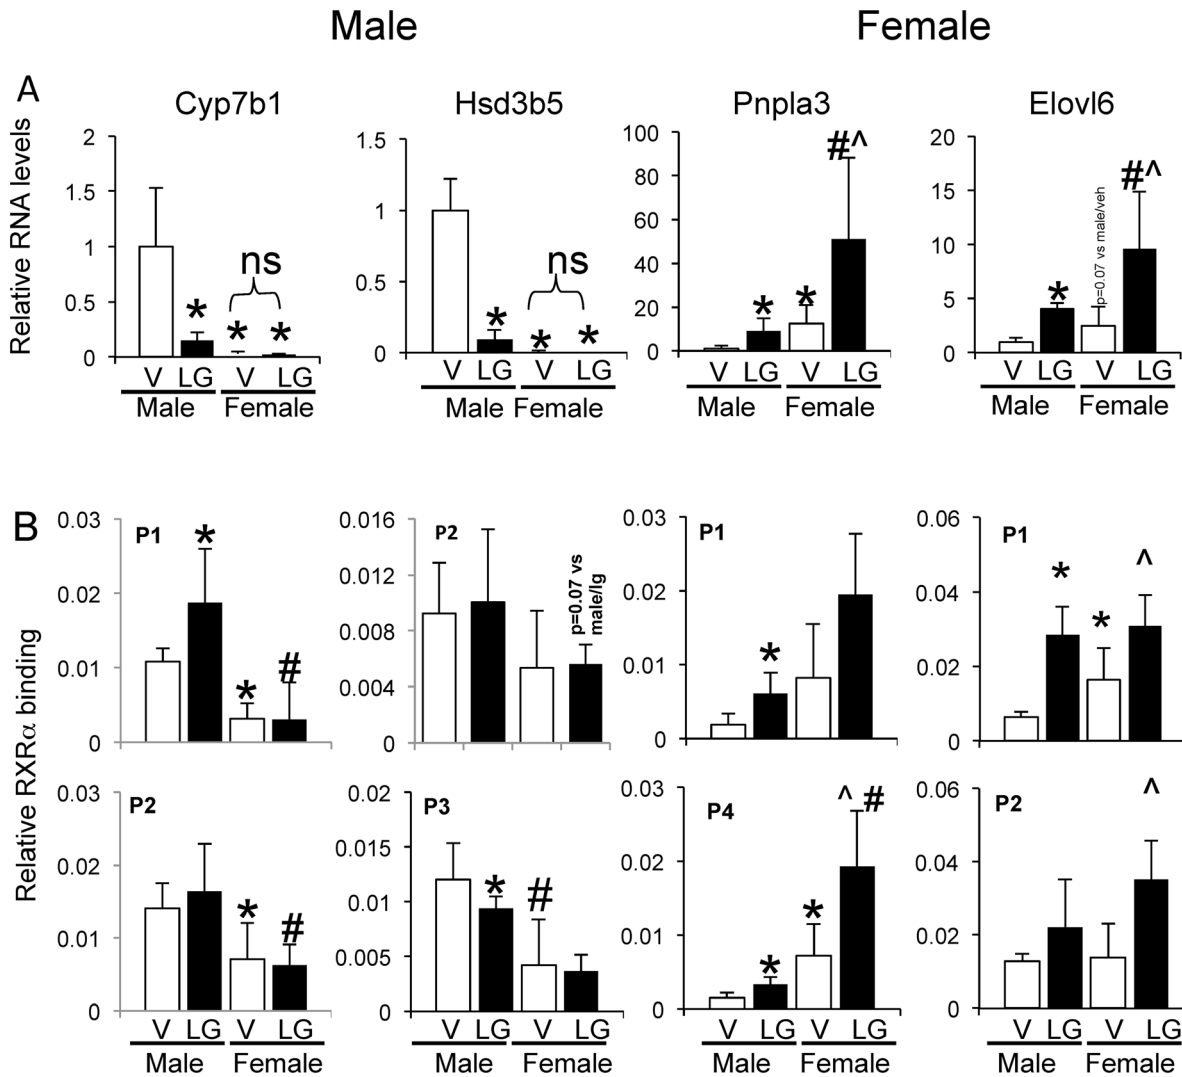 Male Female
A
Cyp7b1 Hsd3b5 Pnpla3 Elovl6
Relative RNA levels
2
1.5
1
0.5
0
* ns * *
V LG V LG
Male Female
1.5
1
0.5
0
* ns * *
V LG V LG
Male Female
100
80
60
40
20
0
* * #^
V LG V LG
Male Female
20
15
10
5
0
* p=0.07 vs male/veh #^
V LG V LG
Male Female
B
Relative RXRα binding
P1
0.03
0.02
0.01
0
* * #
P2
0.016
0.012
0.008
0.004
0
p=0.07 vs
male/lg
P1
0.03
0.02
0.01
0
*
P1
0.06
0.04
0.02
0
* * ^
P2
0.03
0.02
0.01
0
* #
V LG V LG
Male Female
P3
0.02
0.015
0.01
0.005
0
* #
V LG V LG
Male Female
P4
0.03
0.02
0.01
0
* * ^ #
V LG V LG
Male Female
P2
0.06
0.04
0.02
0
^
V LG V LG
Male Female